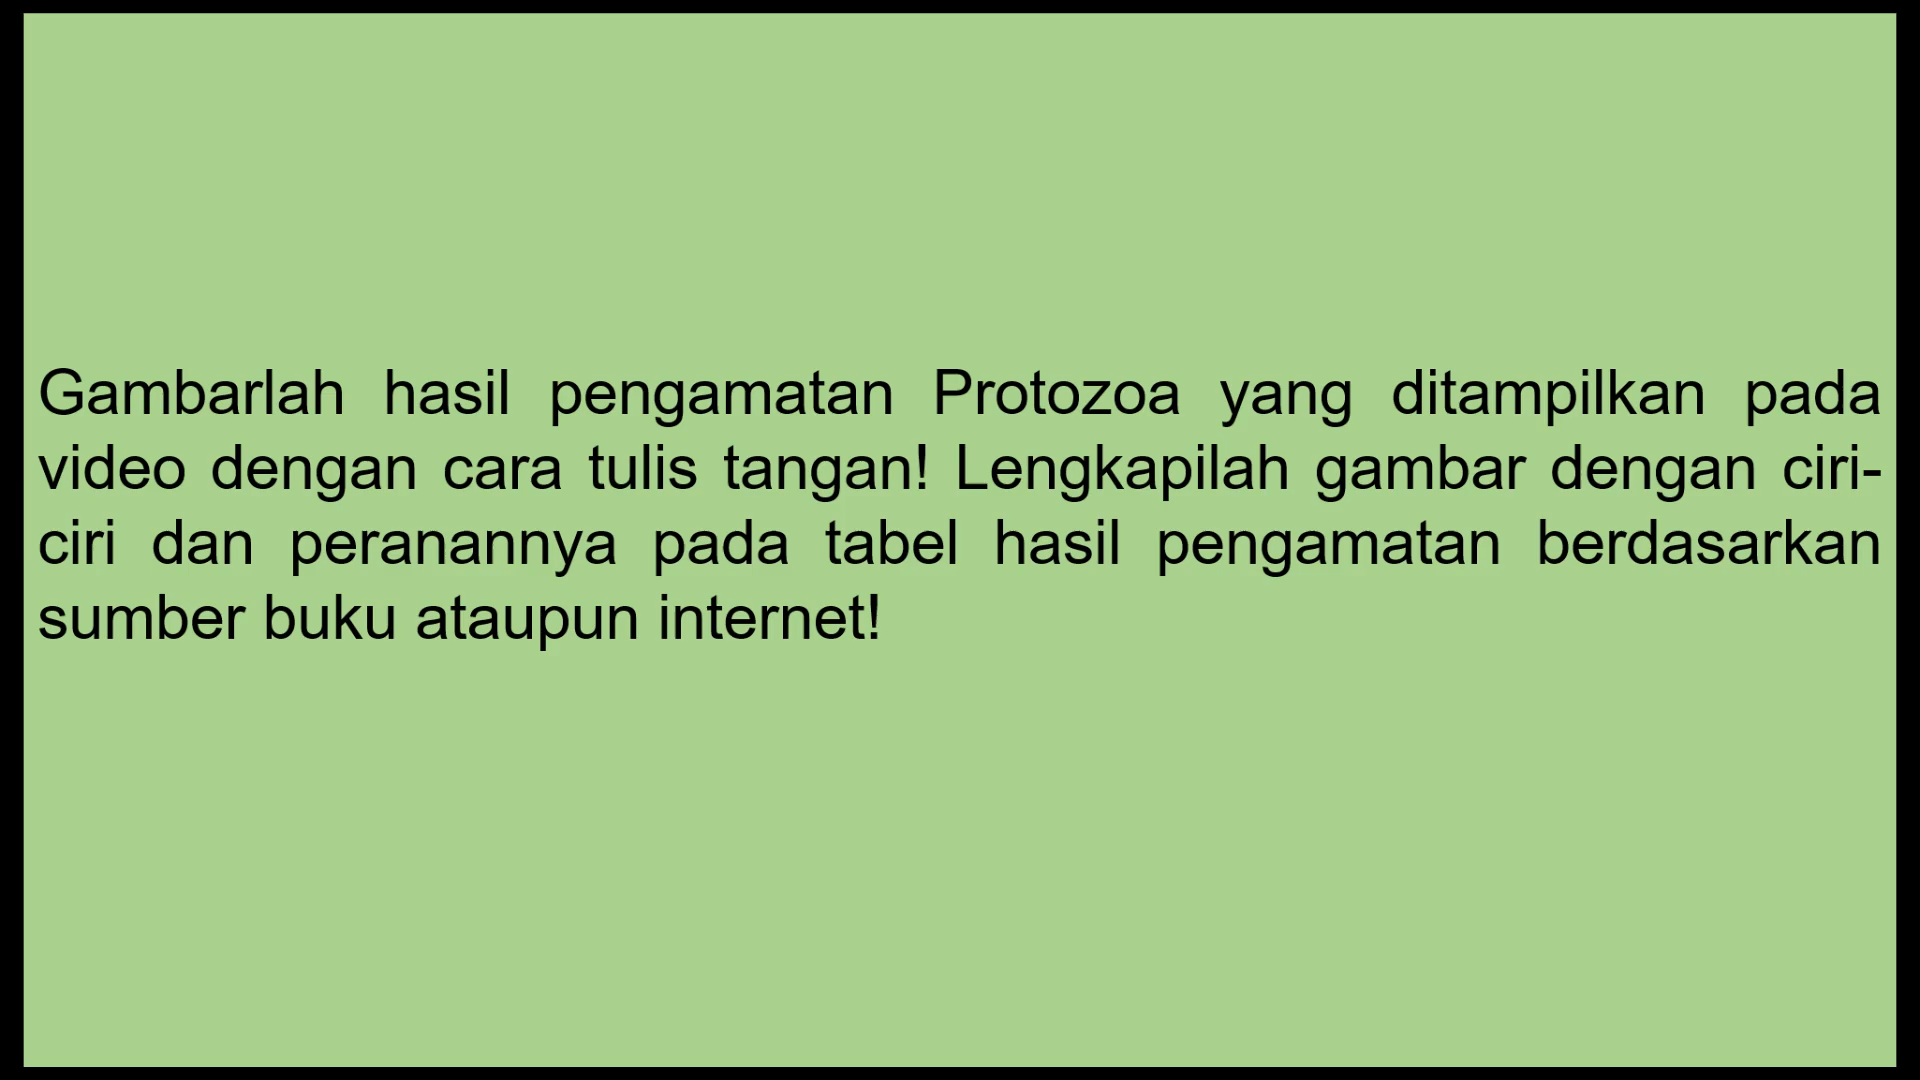 Gambarlah hasil pengamatan Protozoa yang ditampilkan pada
video dengan cara tulis tangan! Lengkapilah gambar dengan ciri-
ciri dan peranannya pada tabel hasil pengamatan berdasarkan
sumber buku ataupun internet!